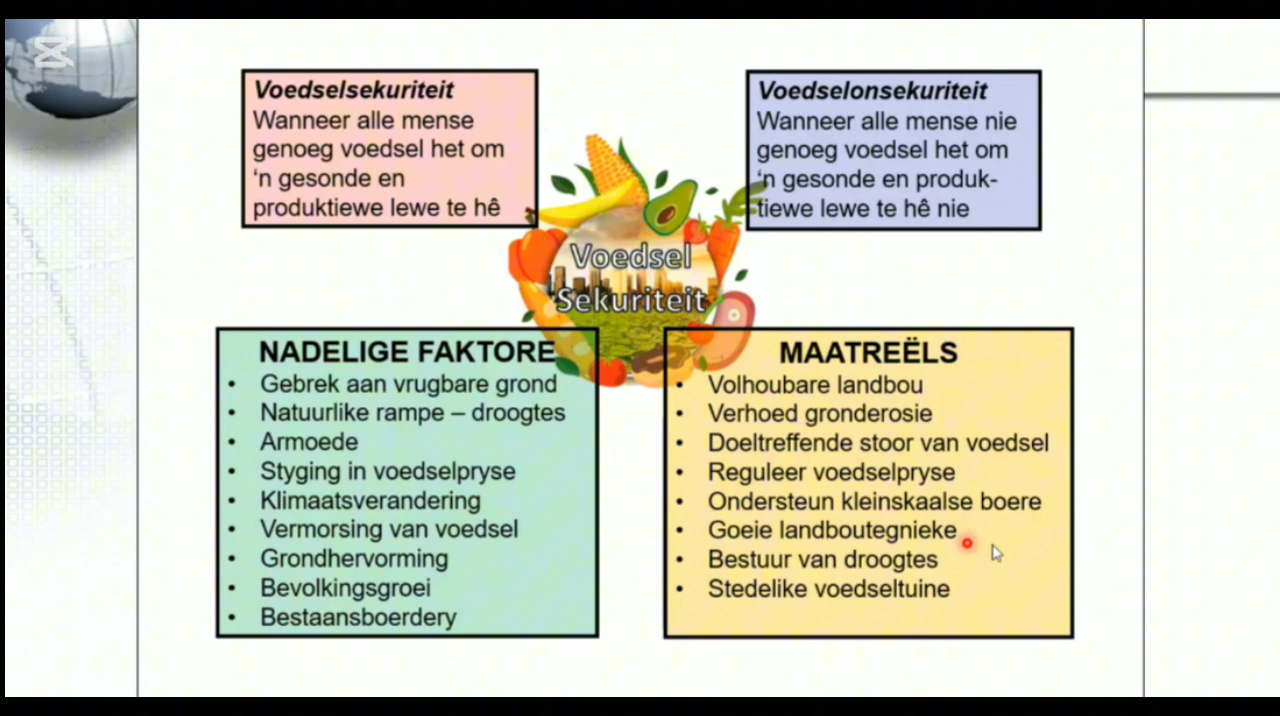 Voedselsekuriteit
Wanneer alle mense
genoeg voedsel het om
‘n gesonde en
produktiewe lewe te hê
Voedselonsekuriteit
Wanneer alle mense nie
genoeg voedsel het om
‘n gesonde en produk-
tiewe lewe te hê nie
Voedsel
Sekuriteit
NADELIGE FAKTORE
• Gebrek aan vrugbare grond
• Natuurlike rampe – droogtes
• Armoede
• Styging in voedselpryse
• Klimaatsverandering
• Vermorsing van voedsel
• Grondhervorming
• Bevolkingsgroei
• Bestaansboerdery
MAATREËLS
• Volhoubare landbou
• Verhoed gronderosie
• Doeltreffende stoor van voedsel
• Reguleer voedselpryse
• Ondersteun kleinskaalse boere
• Goeie landboutegnieke
• Bestuur van droogtes
• Stedelike voedseltuine